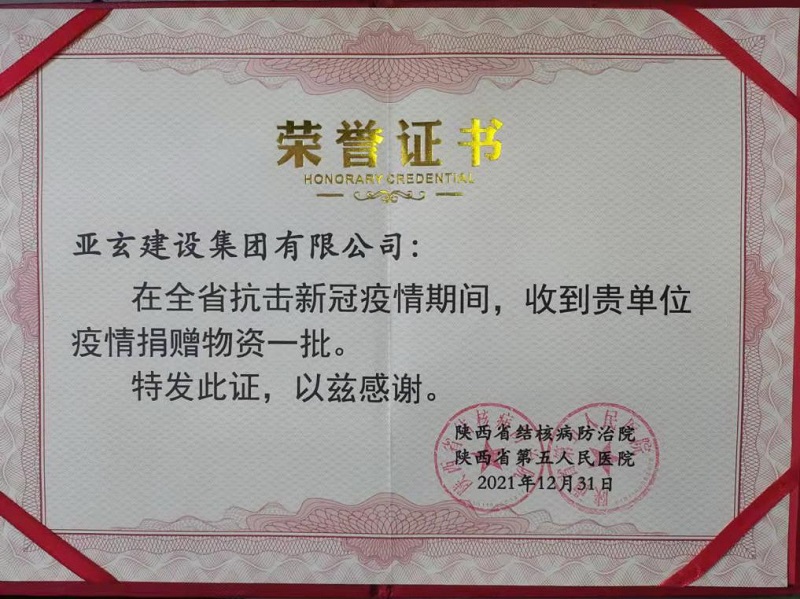 荣誉证书
HONORARY CREDENTIAL
亚玄建设集团有限公司：
在全省抗击新冠疫情期间，收到贵单位
疫情捐赠物资一批。
特发此证，以兹感谢。
陕西省结核病防治院
陕西省第五人民医院
2021年12月31日